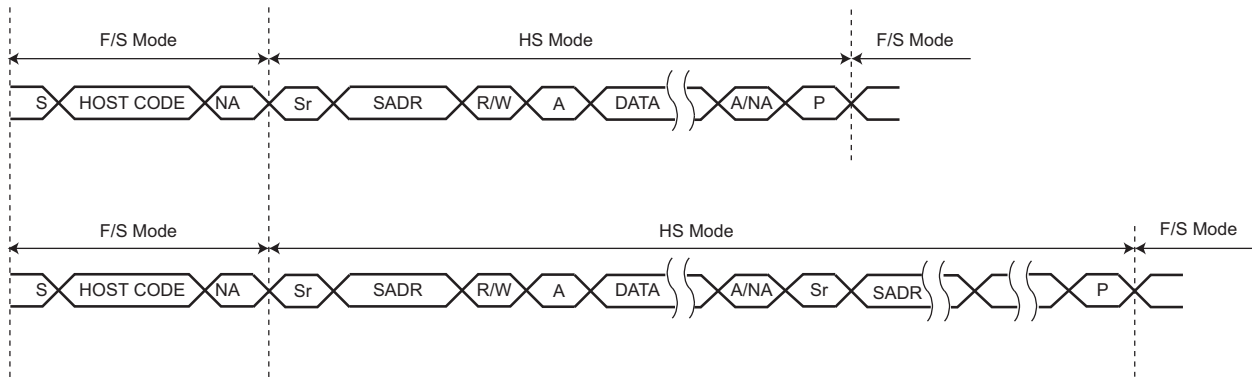 F/S Mode HS Mode F/S Mode
S HOST CODE NA Sr SADR R/W A DATA A/NA P
F/S Mode HS Mode F/S Mode
S HOST CODE NA Sr SADR R/W A DATA A/NA Sr SADR P